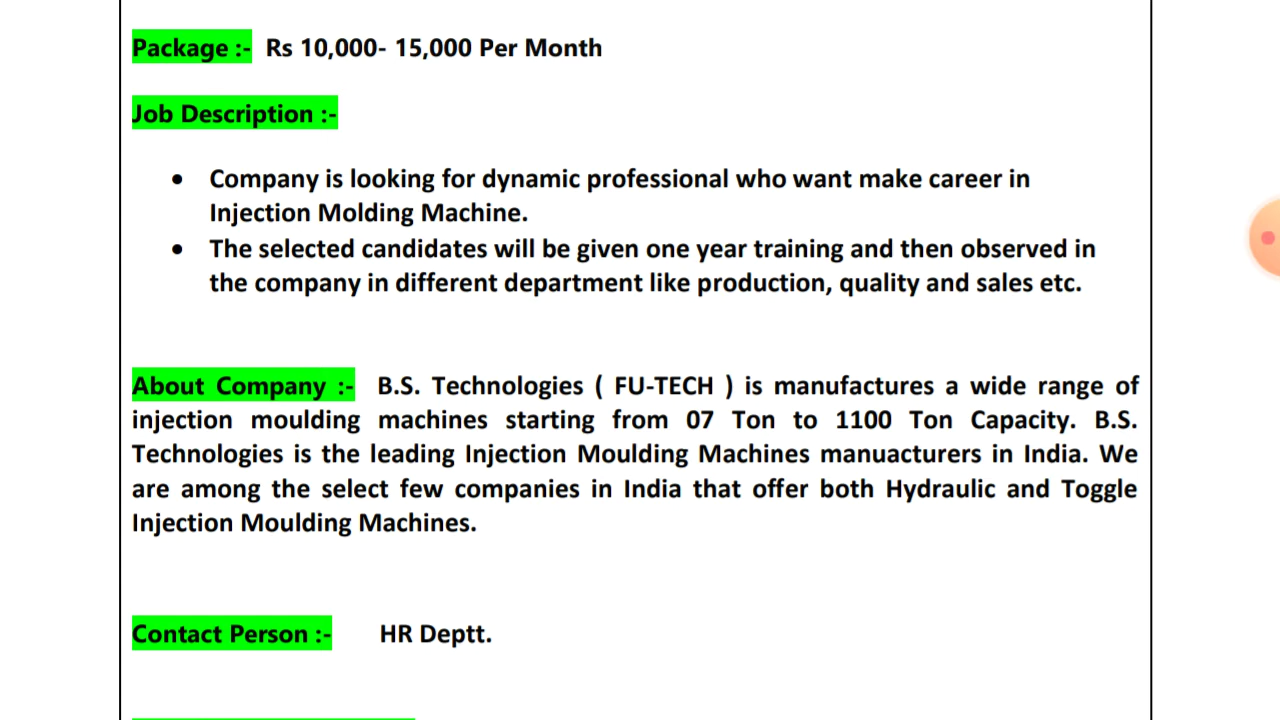 Package :- Rs 10,000- 15,000 Per Month
Job Description :-
• Company is looking for dynamic professional who want make career in
Injection Molding Machine.
• The selected candidates will be given one year training and then observed in
the company in different department like production, quality and sales etc.
About Company :- B.S. Technologies ( FU-TECH ) is manufactures a wide range of
injection moulding machines starting from 07 Ton to 1100 Ton Capacity. B.S.
Technologies is the leading Injection Moulding Machines manuacturers in India. We
are among the select few companies in India that offer both Hydraulic and Toggle
Injection Moulding Machines.
Contact Person :- HR Deptt.